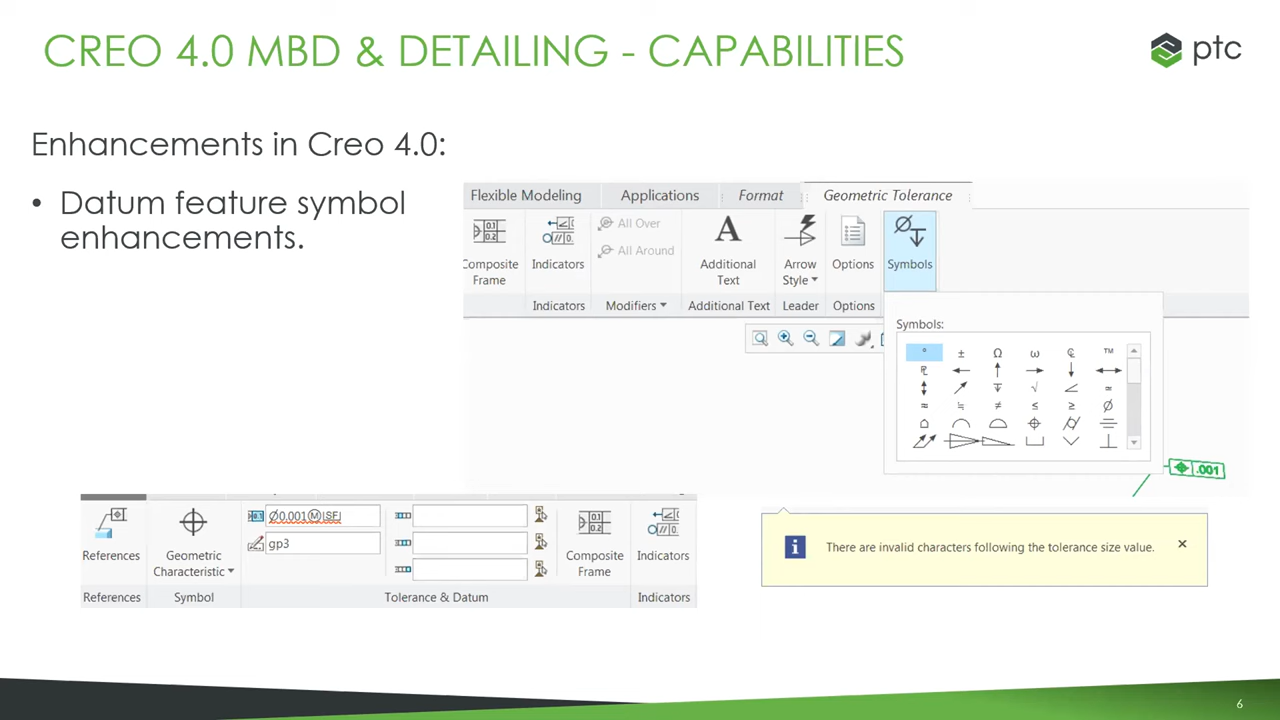 CREO 4.0 MBD & DETAILING - CAPABILITIES
ptc
Enhancements in Creo 4.0:
• Datum feature symbol
enhancements.
Flexible Modeling Applications Format Geometric Tolerance
Composite
Frame
Indicators
All Over
All Around
Additional
Text
Arrow
Style
Options
Symbols
Indicators Modifiers Additional Text Leader Options
Symbols:
° ± Ω ω ℄ ™
← ↑ → ↓ ↔
↕ ↗ √ ∠
≈ ≠ ≤ ≥ Ø
.001
References
Geometric
Characteristic
Ø0.001ⓂSFJ
gp3
Composite
Frame
Indicators
References Symbol Tolerance & Datum Indicators
There are invalid characters following the tolerance size value.
6